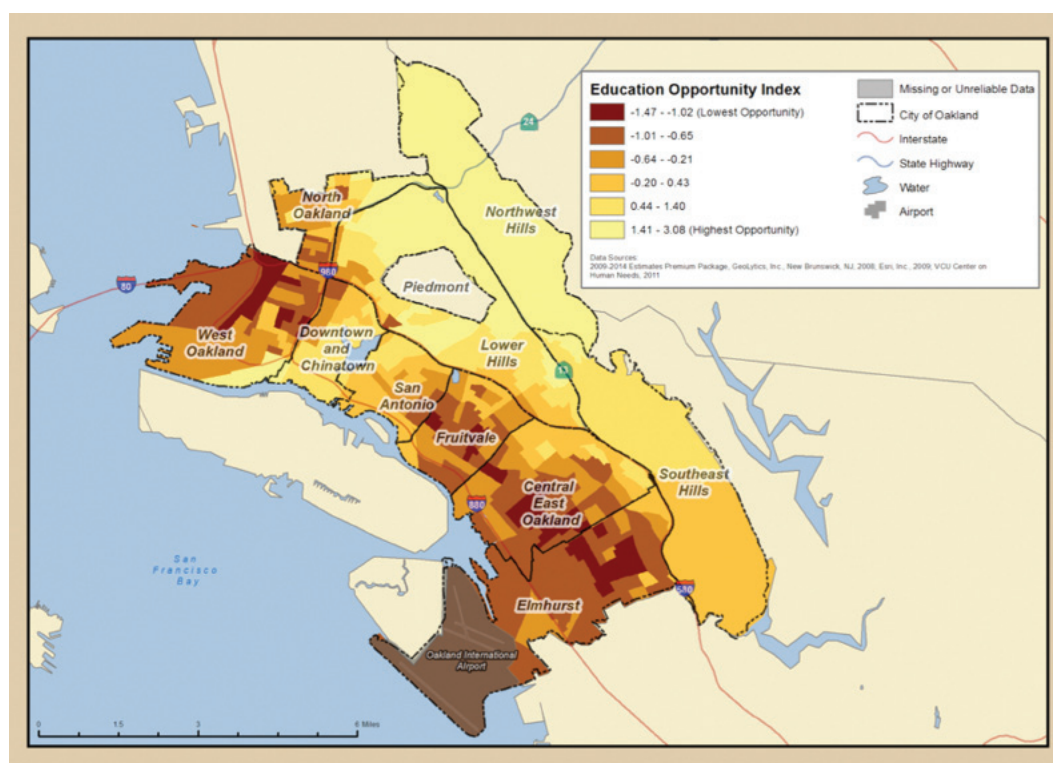 Education Opportunity Index
-1.47 - -1.02 (Lowest Opportunity)
-1.01 - -0.65
-0.64 - -0.21
-0.20 - 0.43
0.44 - 1.40
1.41 - 3.08 (Highest Opportunity)
Missing or Unreliable Data
City of Oakland
Interstate
State Highway
Water
Airport
Data Sources:
2009-2014 Estimates Premium Package, GeoLytics, Inc., New Brunswick, NJ, 2008; Esri, Inc., 2009; VCU Center on
Human Needs, 2011
24
North
Oakland
Northwest
Hills
980
80
Piedmont
West
Oakland
Downtown
and
Chinatown
Lower
Hills
13
San
Antonio
Fruitvale
Southeast
Hills
Central
East
Oakland
880
San
Francisco
Bay
580
Elmhurst
Oakland International
Airport
0 1.5 3 6 Miles